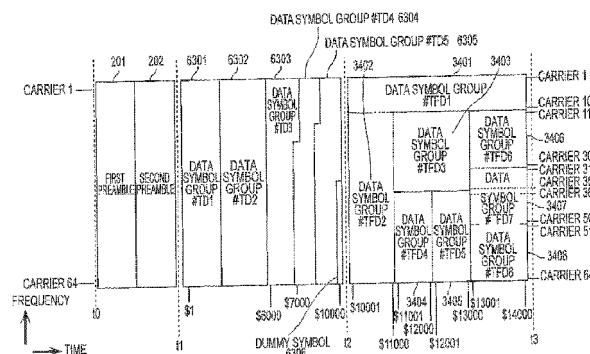 DATA SYMBOL GROUP #TD4 6304
DATA SYMBOL GROUP #TD5 6305
201 202 6301 6302 6303 3402 3401 3403
CARRIER 1
CARRIER 1
DATA SYMBOL GROUP #TFD1
CARRIER 10
CARRIER 11
DATA SYMBOL GROUP #TD3
DATA SYMBOL GROUP #TFD3
DATA SYMBOL GROUP #TFD6
3406
CARRIER 30
DATA
FIRST PREAMBLE
SECOND PREAMBLE
DATA SYMBOL GROUP #TD1
DATA SYMBOL GROUP #TD2
DATA SYMBOL GROUP #TFD2
SYMBOL GROUP #TFD7
3407
CARRIER 50
CARRIER 51
DATA SYMBOL GROUP #TFD4
DATA SYMBOL GROUP #TFD5
DATA SYMBOL GROUP #TFD8
3408
CARRIER 64
CARRIER 64
FREQUENCY
TIME
t0
t1
$1
$6000
$7000
$10000
DUMMY SYMBOL
6306
t2
$10001
$11000
3404
$11001
$12000
3405
$12001
$13000
$13001
$14000
t3